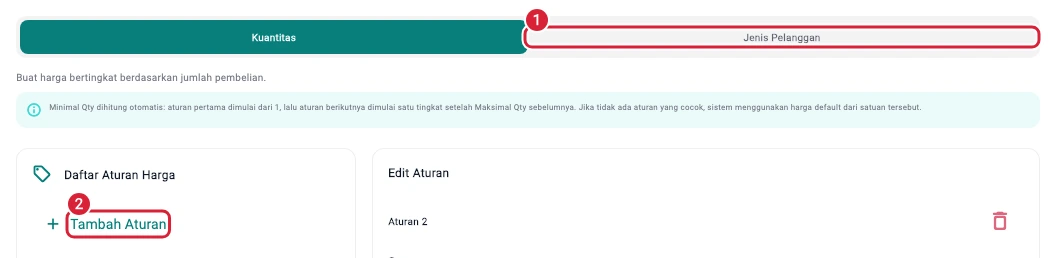 1
Kuantitas
Jenis Pelanggan
Buat harga bertingkat berdasarkan jumlah pembelian.
Minimal Qty dihitung otomatis: aturan pertama dimulai dari 1, lalu aturan berikutnya dimulai satu tingkat setelah Maksimal Qty sebelumnya. Jika tidak ada aturan yang cocok, sistem menggunakan harga default dari satuan tersebut.
Daftar Aturan Harga
2
+ Tambah Aturan
Edit Aturan
Aturan 2